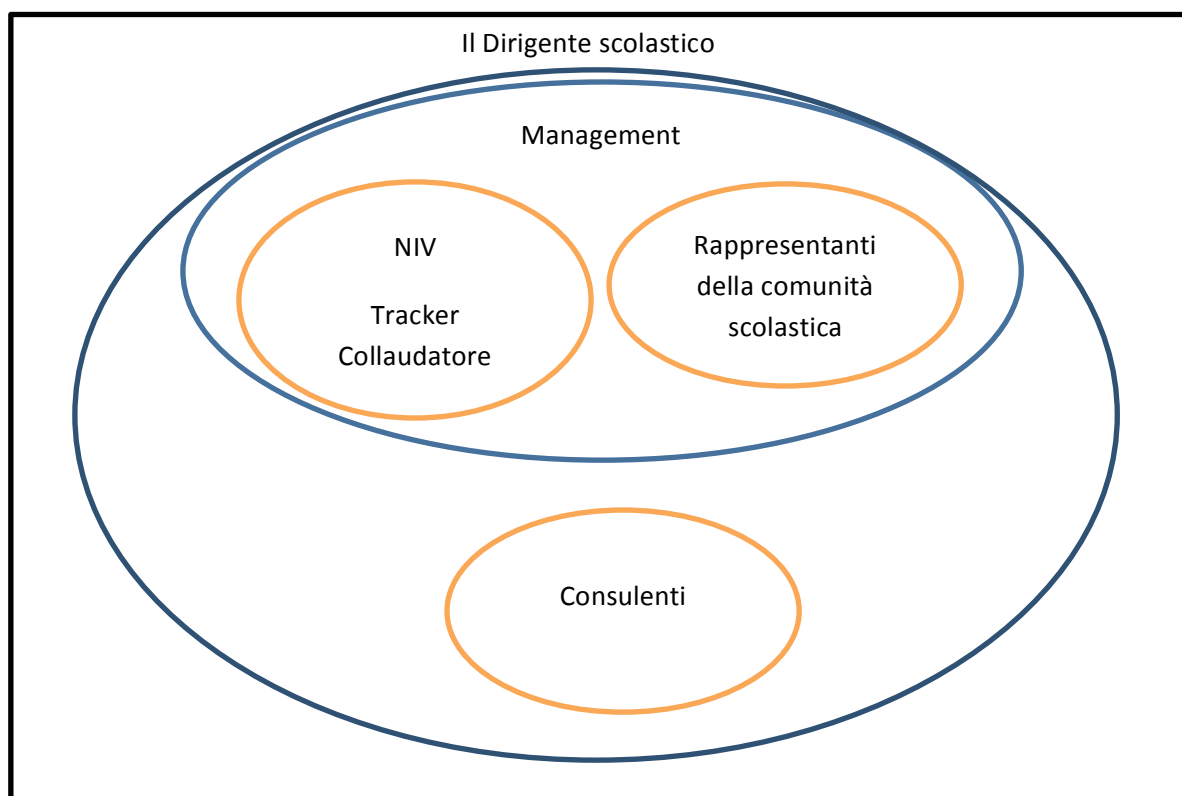 Il Dirigente scolastico
Management
NIV
Tracker
Collaudatore
Rappresentanti
della comunità
scolastica
Consulenti